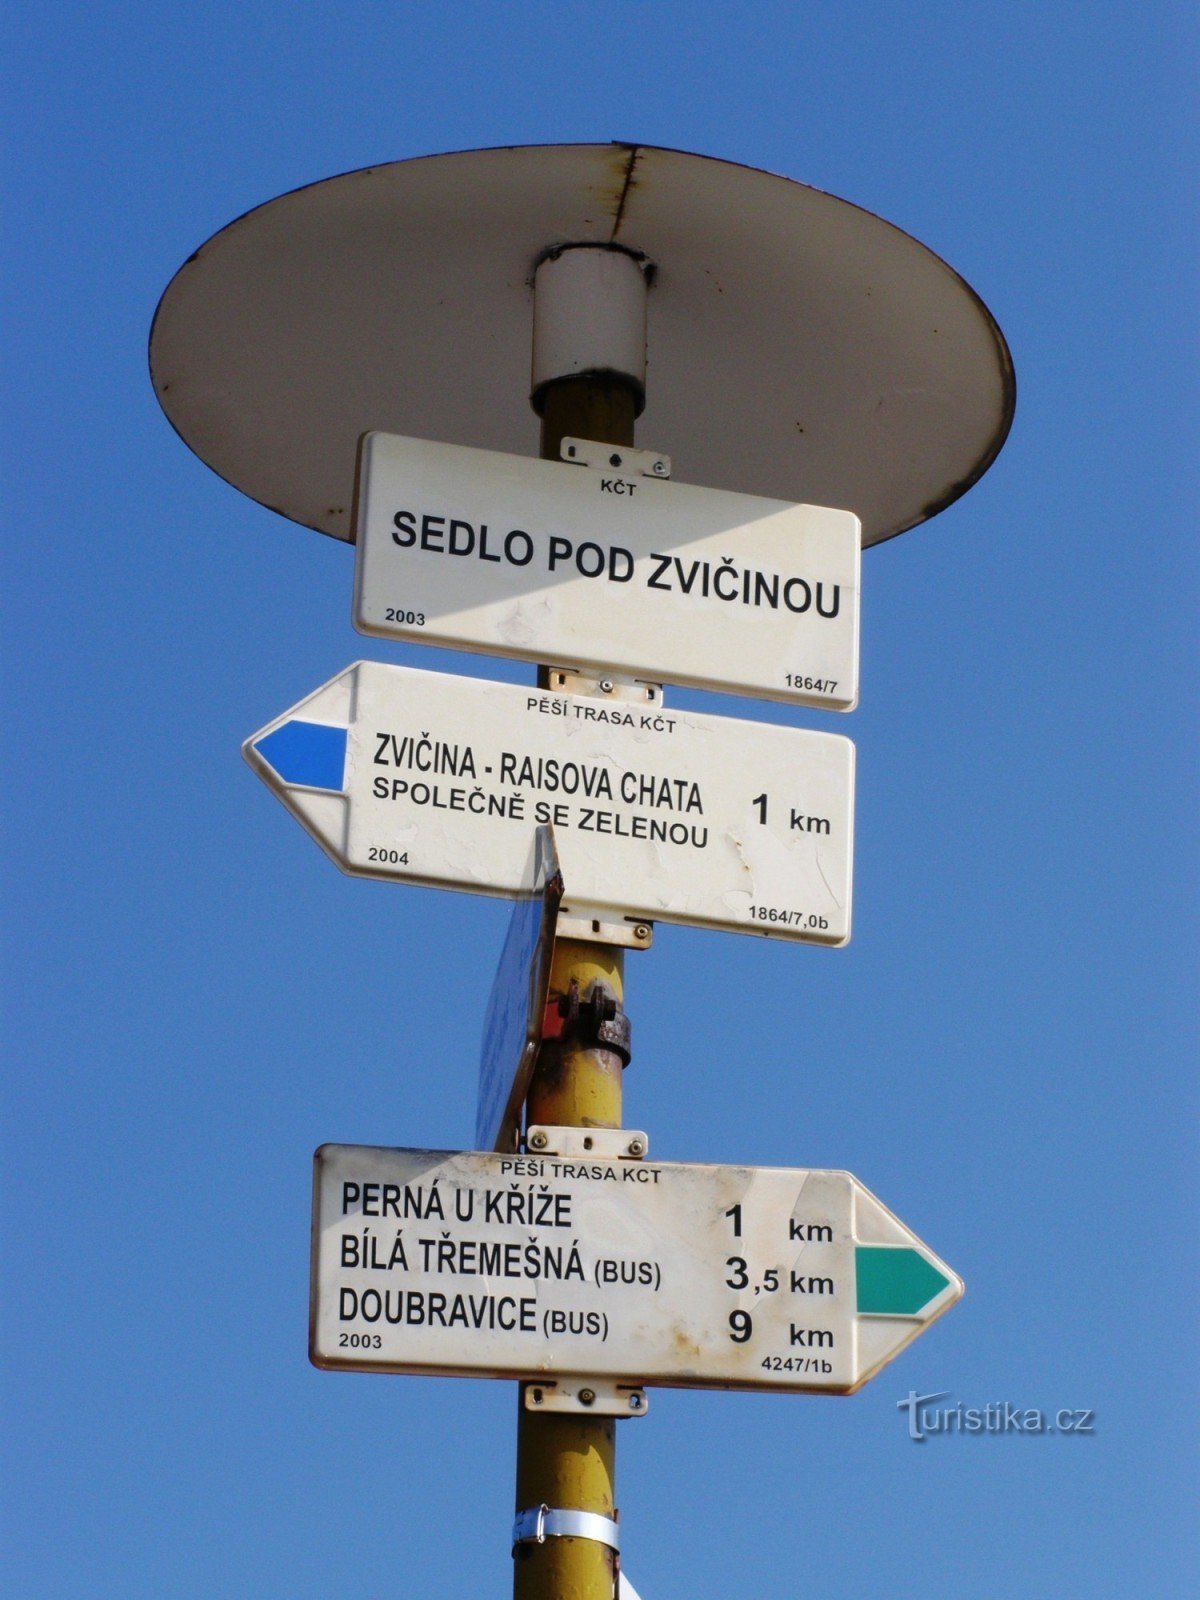 KČT
SEDLO POD ZVIČINOU
2003
1864/7
PĚŠÍ TRASA KČT
ZVIČINA - RAISOVA CHATA
SPOLEČNĚ SE ZELENOU
1 km
2004
1864/7,0b
PĚŠÍ TRASA KČT
PERNÁ U KŘÍŽE 1 km
BÍLÁ TŘEMEŠNÁ (BUS) 3,5 km
DOUBRAVICE (BUS) 9 km
2003
4247/1b
Turistika.cz